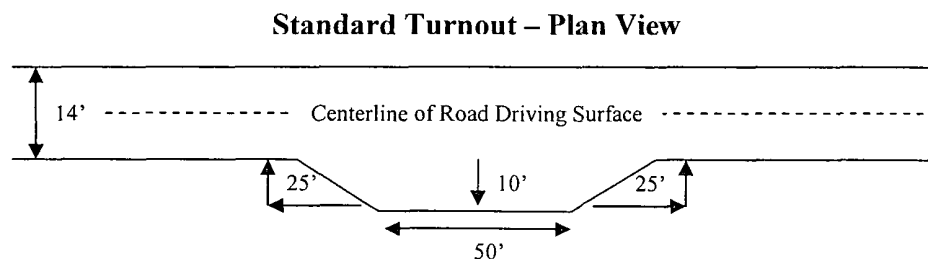 Standard Turnout – Plan View
14' Centerline of Road Driving Surface
25' 10' 25'
50'